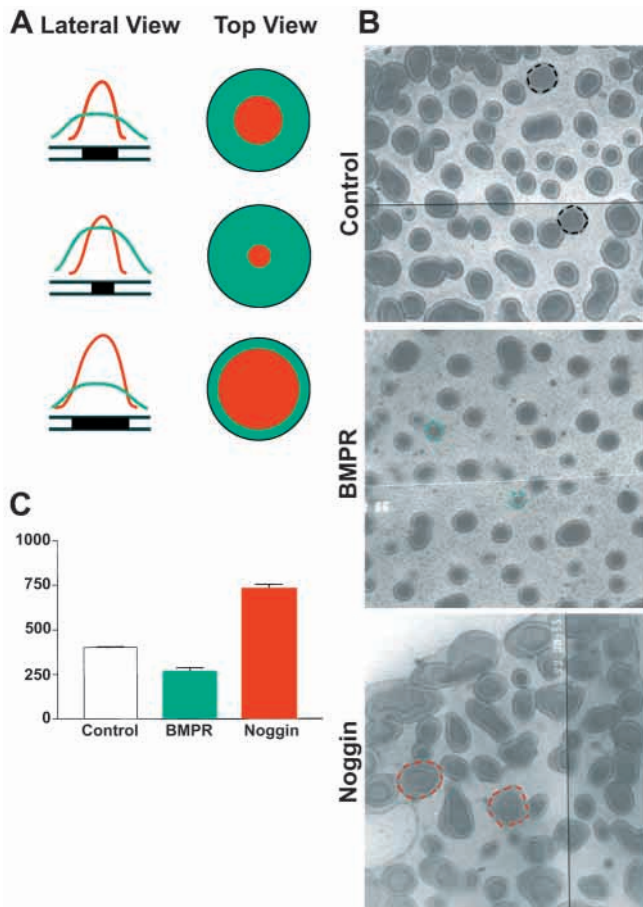 A Lateral View Top View
B
Control
BMPR
Noggin
C
1000
750
500
250
0
Control BMPR Noggin